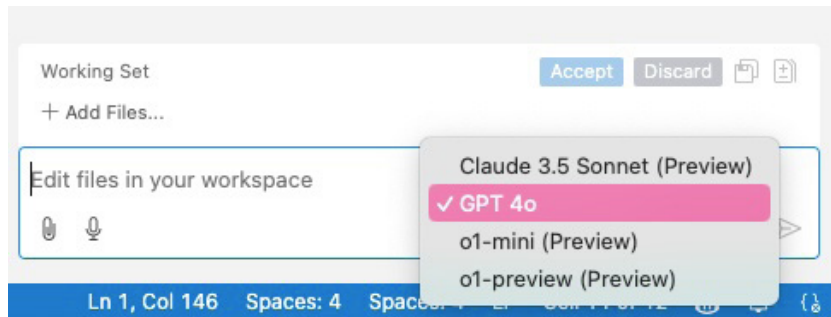 Working Set
Accept Discard
+ Add Files...
Edit files in your workspace
Claude 3.5 Sonnet (Preview)
✓ GPT 4o
o1-mini (Preview)
o1-preview (Preview)
Ln 1, Col 146 Spaces: 4